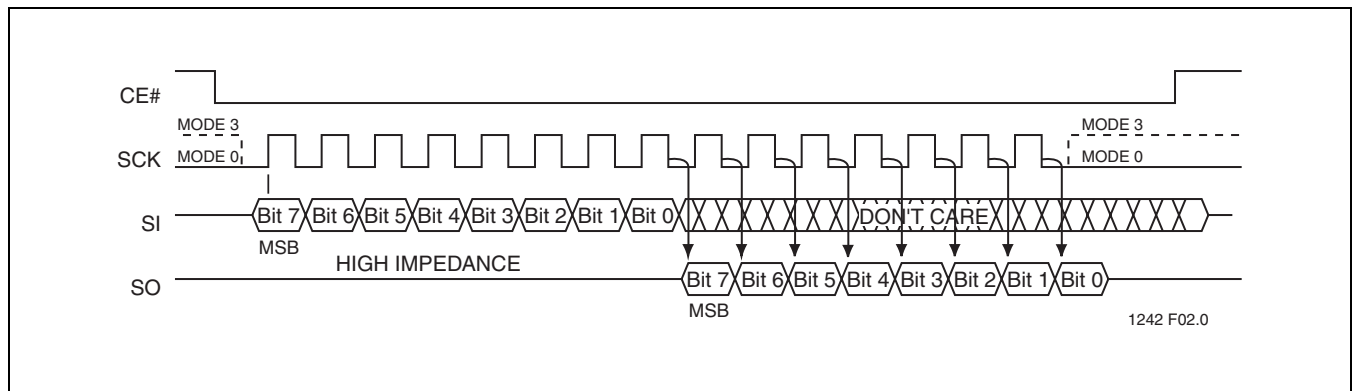 CE#
MODE 3
MODE 3
SCK
MODE 0
MODE 0
SI
Bit 7 Bit 6 Bit 5 Bit 4 Bit 3 Bit 2 Bit 1 Bit 0
DON'T CARE
MSB
HIGH IMPEDANCE
SO
Bit 7 Bit 6 Bit 5 Bit 4 Bit 3 Bit 2 Bit 1 Bit 0
MSB
1242 F02.0